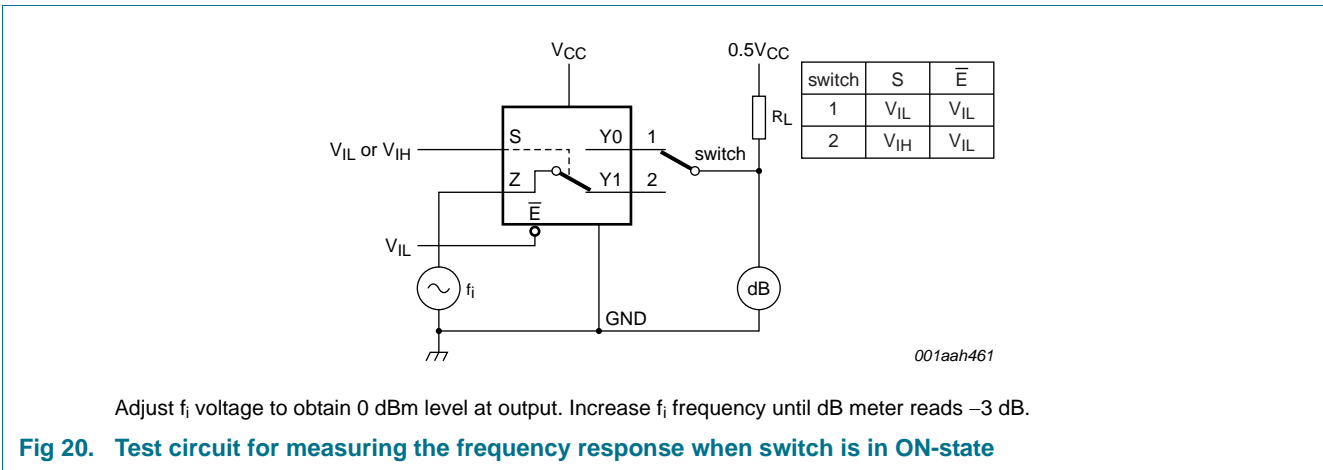 VCC
0.5VCC
switch S E̅
1 VIL VIL
2 VIH VIL
RL
S Y0 1
VIL or VIH
switch
Z Y1 2
E̅
VIL
fi
dB
GND
001aah461
Adjust fi voltage to obtain 0 dBm level at output. Increase fi frequency until dB meter reads −3 dB.
Fig 20. Test circuit for measuring the frequency response when switch is in ON-state